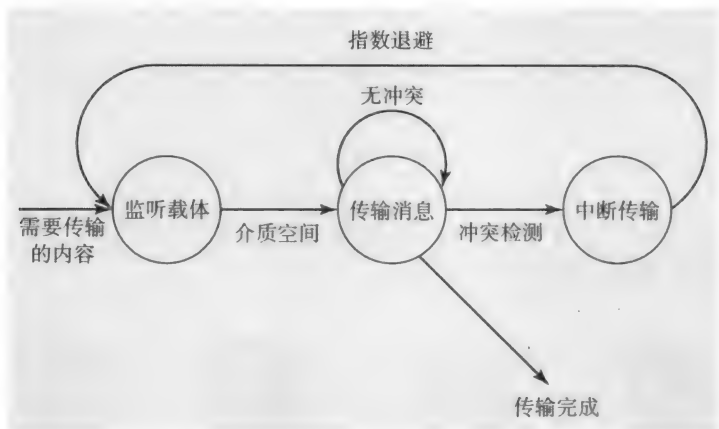 指数退避
无冲突
监听载体
传输消息
中断传输
需要传输
的内容
介质空间
冲突检测
传输完成